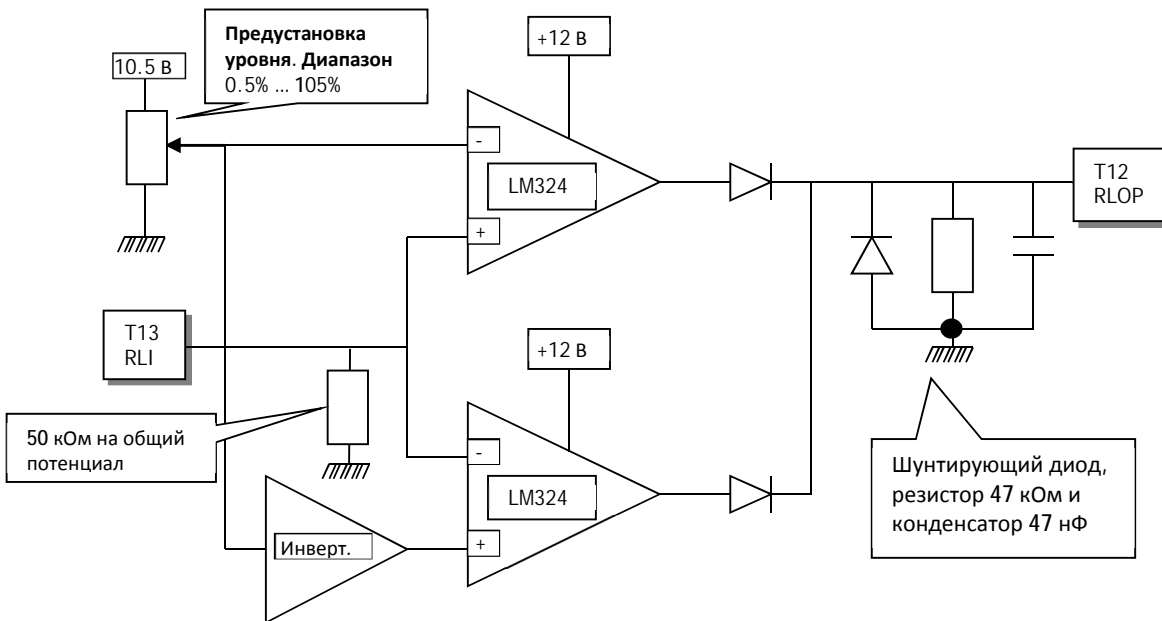 Предустановка
уровня. Диапазон
0.5% ... 105%
10.5 В
+12 В
-
LM324
+
T12
RLOP
T13
RLI
+12 В
50 кОм на общий
потенциал
-
LM324
+
Инверт.
Шунтирующий диод,
резистор 47 кОм и
конденсатор 47 нФ